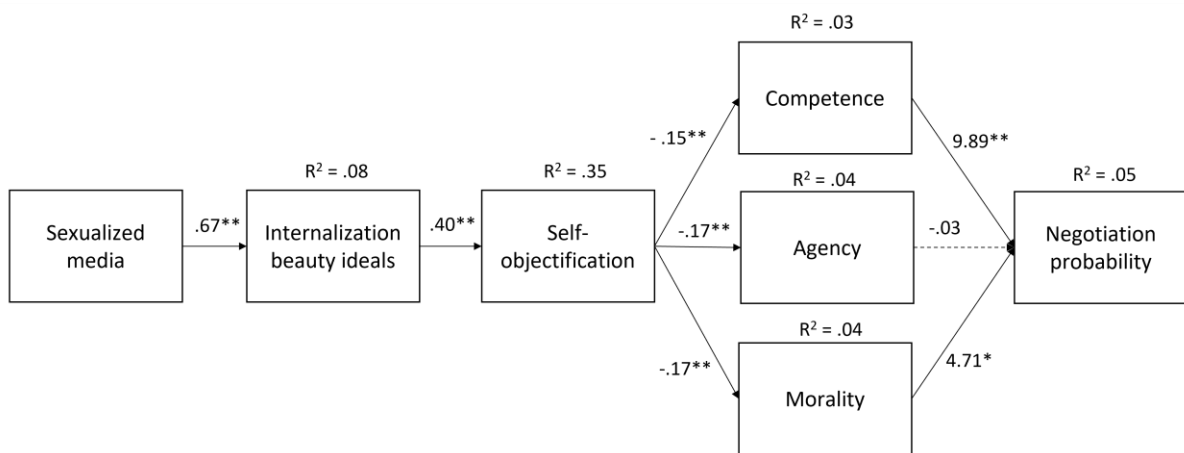 R² = .03
Competence
- .15**
9.89**
R² = .08
R² = .35
R² = .04
R² = .05
Sexualized
media
.67**
Internalization
beauty ideals
.40**
Self-
objectification
-.17**
Agency
-.03
Negotiation
probability
R² = .04
-.17**
4.71*
Morality